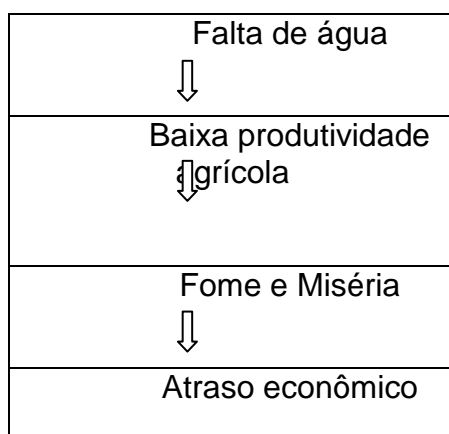 Falta de água
Baixa produtividade
agrícola
Fome e Miséria
Atraso econômico